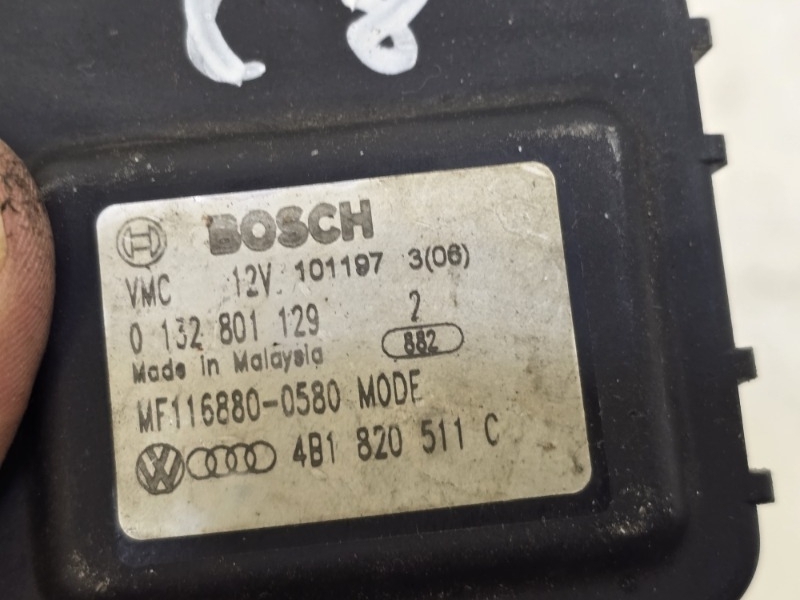 BOSCH
VMC 12V. 101197 3(06)
0 132 801 129 2
Made in Malaysia 882
MF116880-0580 MODE
4B1 820 511 C